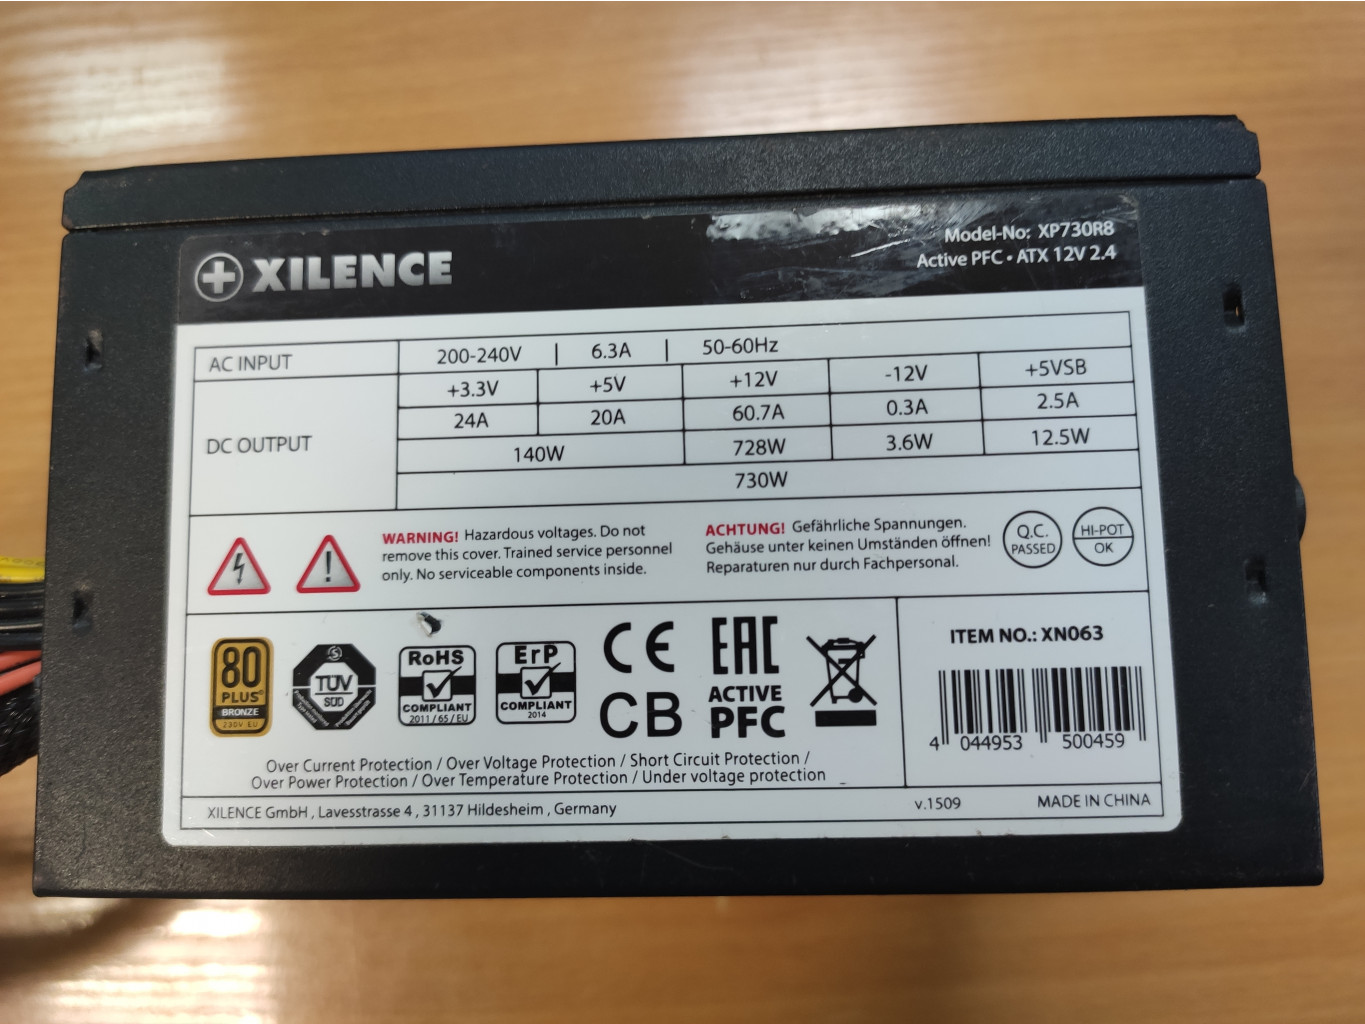 XILENCE
Model-No: XP730R8
Active PFC • ATX 12V 2.4
AC INPUT 200-240V | 6.3A | 50-60Hz
DC OUTPUT
+3.3V +5V +12V -12V +5VSB
24A 20A 60.7A 0.3A 2.5A
140W 728W 3.6W 12.5W
730W
WARNING! Hazardous voltages. Do not
remove this cover. Trained service personnel
only. No serviceable components inside.
ACHTUNG! Gefährliche Spannungen.
Gehäuse unter keinen Umständen öffnen!
Reparaturen nur durch Fachpersonal.
Q.C.
PASSED
HI-POT
OK
80
PLUS®
BRONZE
230V EU
TÜV
SÜD
RoHS
COMPLIANT
2011/65/EU
ErP
COMPLIANT
2014
CE
CB
EAC
ACTIVE
PFC
ITEM NO.: XN063
4 044953 500459
Over Current Protection / Over Voltage Protection / Short Circuit Protection /
Over Power Protection / Over Temperature Protection / Under voltage protection
XILENCE GmbH , Lavesstrasse 4 , 31137 Hildesheim , Germany
v.1509
MADE IN CHINA